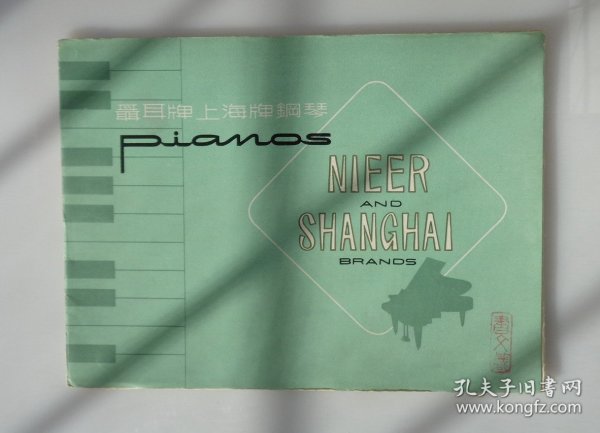 聶耳牌上海牌鋼琴
pianos
NIEER
AND
SHANGHAI
BRANDS
孔夫子旧书网
www.kongfz.com